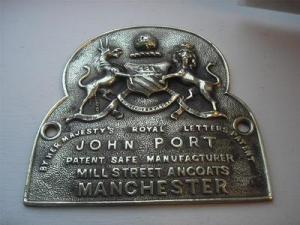 BY HER MAJESTY'S ROYAL LETTERS PATENT
JOHN PORT
PATENT SAFE MANUFACTURER
MILL STREET ANCOATS
MANCHESTER